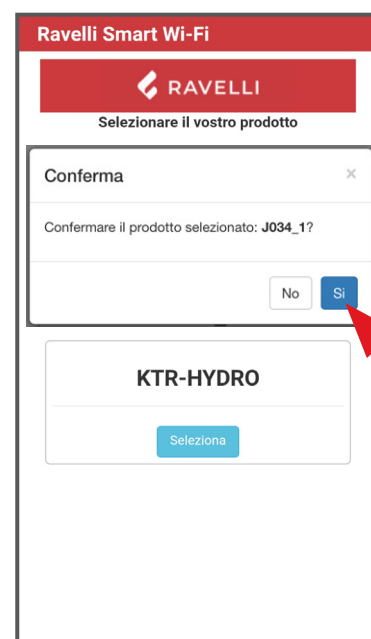 Ravelli Smart Wi-Fi
RAVELLI
Selezionare il vostro prodotto
Conferma ×
Confermare il prodotto selezionato: J034_1?
No Si
KTR-HYDRO
Seleziona